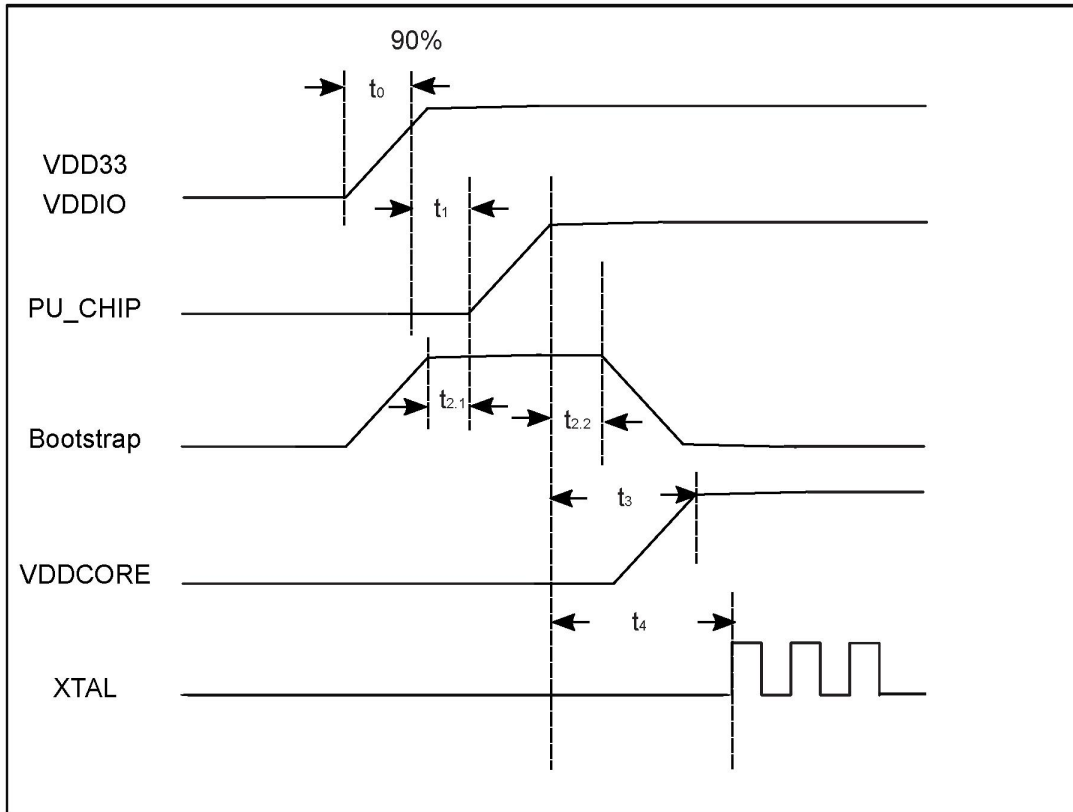 90%
t0
VDD33
VDDIO
t1
PU_CHIP
t2.1
t2.2
Bootstrap
t3
VDDCORE
t4
XTAL